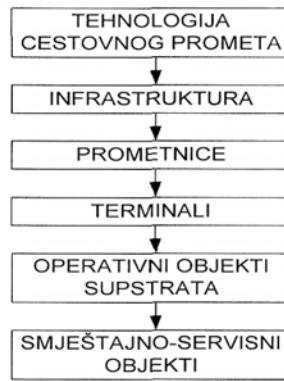 TEHNOLOGIJA
CESTOVNOG PROMETA
INFRASTRUKTURA
PROMETNICE
TERMINALI
OPERATIVNI OBJEKTI
SUPSTRATA
SMJEŠTAJNO-SERVISNI
OBJEKTI